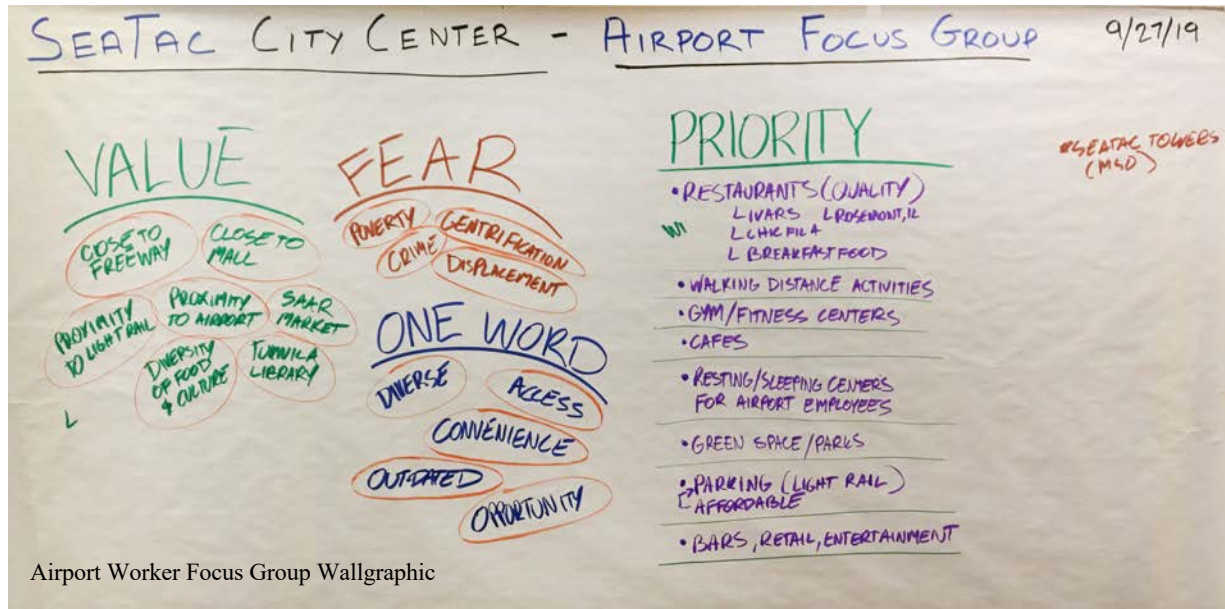 SEATAC CITY CENTER - AIRPORT FOCUS GROUP 9/27/19
VALUE
CLOSE TO
FREEWAY
CLOSE TO
MALL
PROXIMITY
TO LIGHT RAIL
PROXIMITY
TO AIRPORT
SAAR
MARKET
DIVERSITY
OF FOOD
& CULTURE
TUKWILA
LIBRARY
L
FEAR
POVERTY
CRIME
GENTRIFICATION
DISPLACEMENT
ONE WORD
DIVERSE
ACCESS
CONVENIENCE
OUTDATED
OPPORTUNITY
PRIORITY
• RESTAURANTS (QUALITY)
L IVARS L ROSEMONT, IL
L CHIC FIL A
L BREAKFAST FOOD
• WALKING DISTANCE ACTIVITIES
• GYM/FITNESS CENTERS
• CAFES
• RESTING/SLEEPING CENTERS
FOR AIRPORT EMPLOYEES
• GREEN SPACE/PARKS
• PARKING (LIGHT RAIL)
AFFORDABLE
• BARS, RETAIL, ENTERTAINMENT
*SEATAC TOWERS
Airport Worker Focus Group Wallgraphic